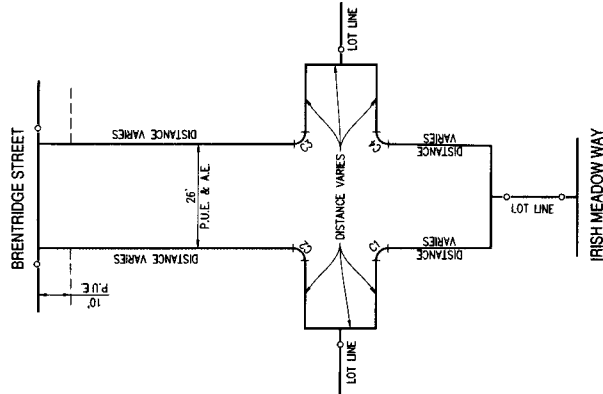 BRENTRIDGE STREET
10'
P.U.E.
DISTANCE VARIES
26'
P.U.E. & A.E.
DISTANCE VARIES
C2
C3
LOT LINE
DISTANCE VARIES
LOT LINE
C1
C4
DISTANCE
VARIES
DISTANCE
VARIES
LOT LINE
IRISH MEADOW WAY